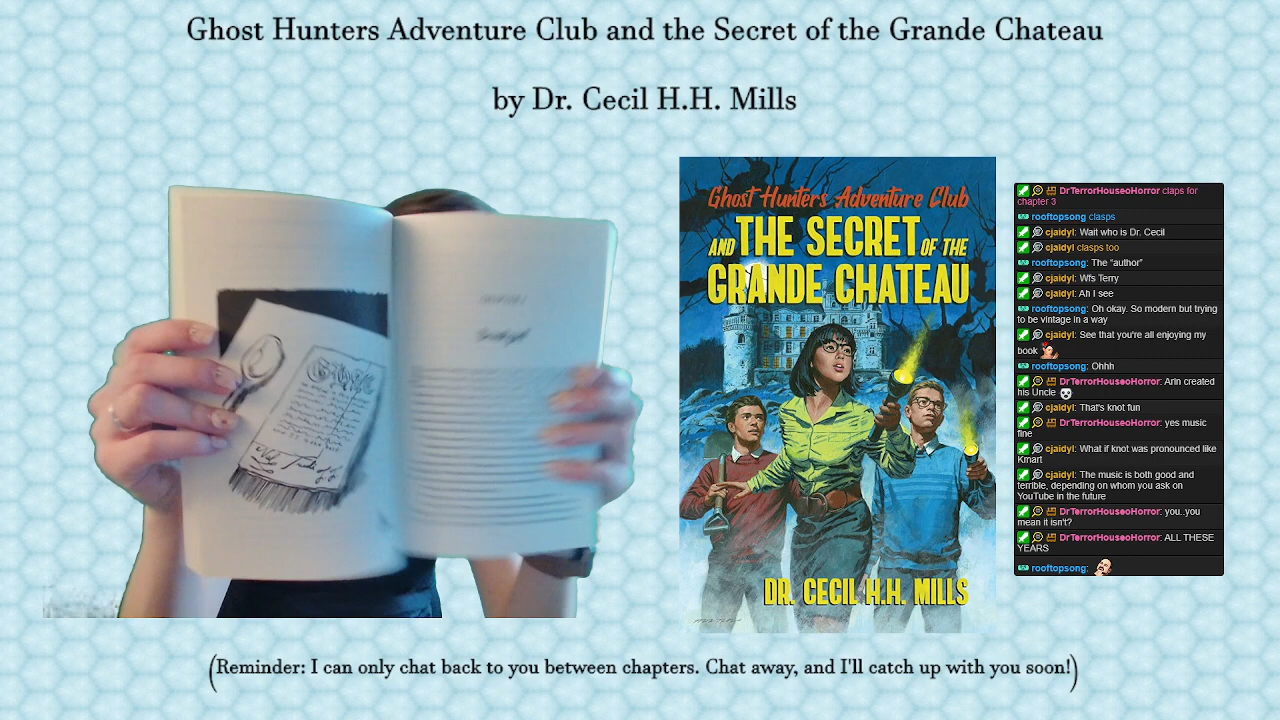 Ghost Hunters Adventure Club and the Secret of the Grande Chateau
by Dr. Cecil H.H. Mills
Ghost Hunters Adventure Club
AND THE SECRET OF THE
GRANDE CHATEAU
DR. CECIL H.H. MILLS
DrTerrorHouseoHorror claps for
chapter 3
rooftopsong clasps
cjaidyl: Wait who is Dr. Cecil
cjaidyl clasps too
rooftopsong: The “author”
cjaidyl: Wfs Terry
cjaidyl: Ah I see
rooftopsong: Oh okay. So modern but trying
to be vintage in a way
cjaidyl: See that you're all enjoying my
book
rooftopsong: Ohhh
DrTerrorHouseoHorror: Arin created
his Uncle
cjaidyl: That's knot fun
DrTerrorHouseoHorror: yes music
fine
cjaidyl: What if knot was pronounced like
Kmart
cjaidyl: The music is both good and
terrible, depending on whom you ask on
YouTube in the future
DrTerrorHouseoHorror: you..you
mean it isn't?
DrTerrorHouseoHorror: ALL THESE
YEARS
rooftopsong:
(Reminder: I can only chat back to you between chapters. Chat away, and I'll catch up with you soon!)